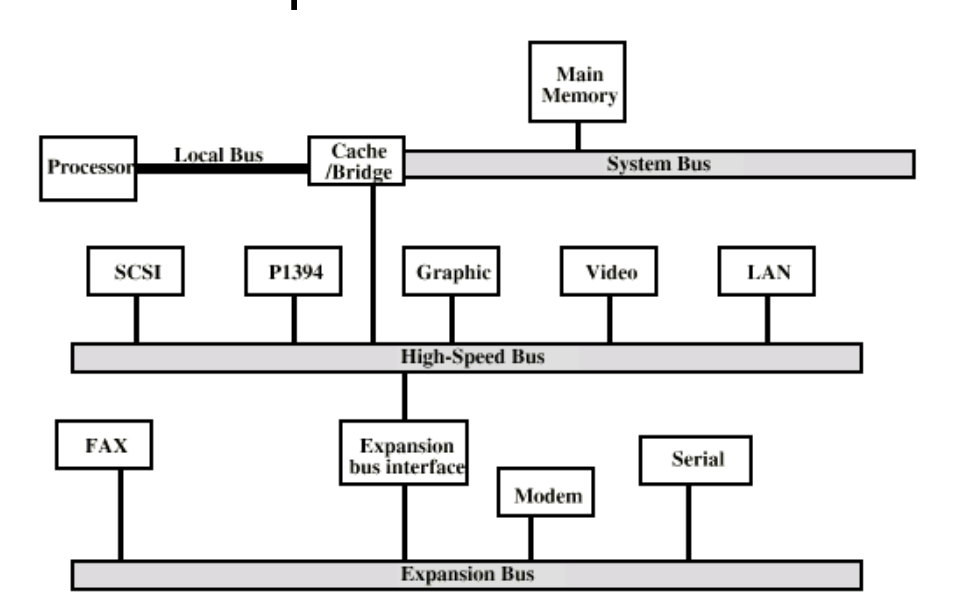 Main
Memory
Processor
Local Bus
Cache
/Bridge
System Bus
SCSI
P1394
Graphic
Video
LAN
High-Speed Bus
FAX
Expansion
bus interface
Modem
Serial
Expansion Bus